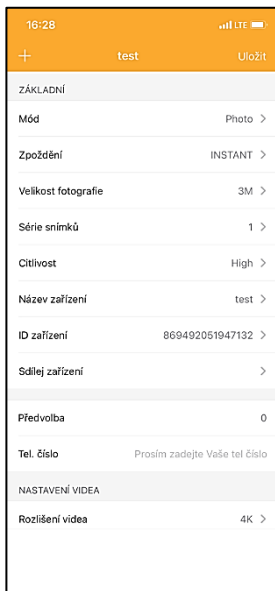 16:28 LTE
+ test Uložit
ZÁKLADNÍ
Mód Photo >
Zpoždění INSTANT >
Velikost fotografie 3M >
Série snímků 1 >
Citlivost High >
Název zařízení test >
ID zařízení 869492051947132 >
Sdílej zařízení >
Předvolba 0
Tel. číslo Prosím zadejte Vaše tel číslo
NASTAVENÍ VIDEA
Rozlišení videa 4K >